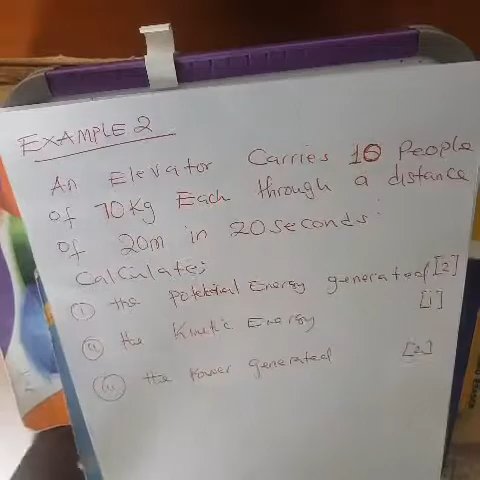 EXAMPLE 2
An Elevator Carries 10 People
of 70kg Each through a distance
of 20m in 20seconds.
Calculate;
(i) the potential Energy generated [2]
(ii) the Kinetic Energy [1]
(iii) the Power generated [2]